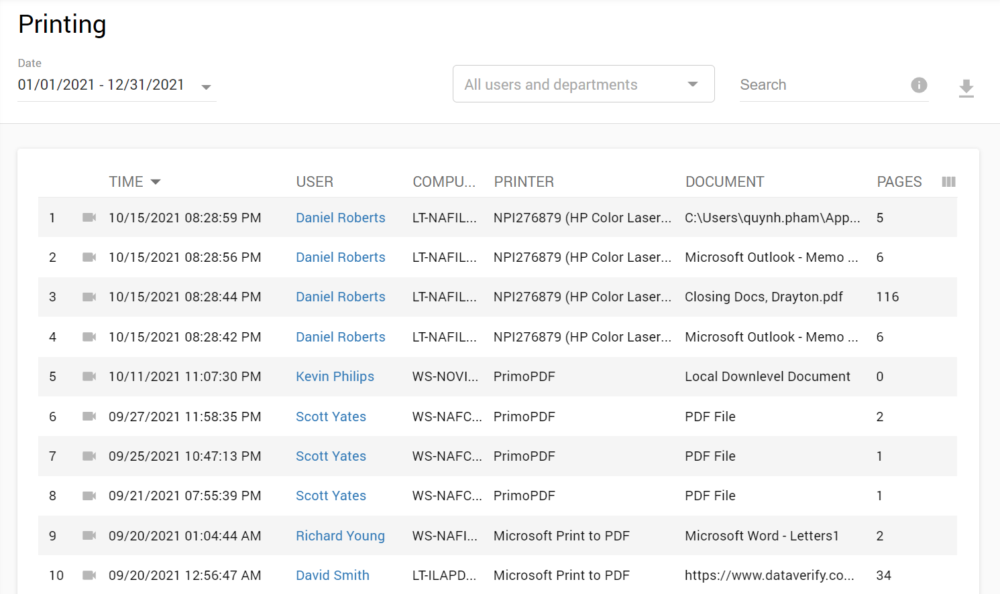 Printing
Date
01/01/2021 - 12/31/2021
All users and departments
Search
TIME USER COMPU... PRINTER DOCUMENT PAGES
1 10/15/2021 08:28:59 PM Daniel Roberts LT-NAFIL... NPI276879 (HP Color Laser... C:\Users\quynh.pham\App... 5
2 10/15/2021 08:28:56 PM Daniel Roberts LT-NAFIL... NPI276879 (HP Color Laser... Microsoft Outlook - Memo ... 6
3 10/15/2021 08:28:44 PM Daniel Roberts LT-NAFIL... NPI276879 (HP Color Laser... Closing Docs, Drayton.pdf 116
4 10/15/2021 08:28:42 PM Daniel Roberts LT-NAFIL... NPI276879 (HP Color Laser... Microsoft Outlook - Memo ... 6
5 10/11/2021 11:07:30 PM Kevin Philips WS-NOVI... PrimoPDF Local Downlevel Document 0
6 09/27/2021 11:58:35 PM Scott Yates WS-NAFC... PrimoPDF PDF File 2
7 09/25/2021 10:47:13 PM Scott Yates WS-NAFC... PrimoPDF PDF File 1
8 09/21/2021 07:55:39 PM Scott Yates WS-NAFC... PrimoPDF PDF File 1
9 09/20/2021 01:04:44 AM Richard Young WS-NAFI... Microsoft Print to PDF Microsoft Word - Letters1 2
10 09/20/2021 12:56:47 AM David Smith LT-ILAPD... Microsoft Print to PDF https://www.dataverify.co... 34